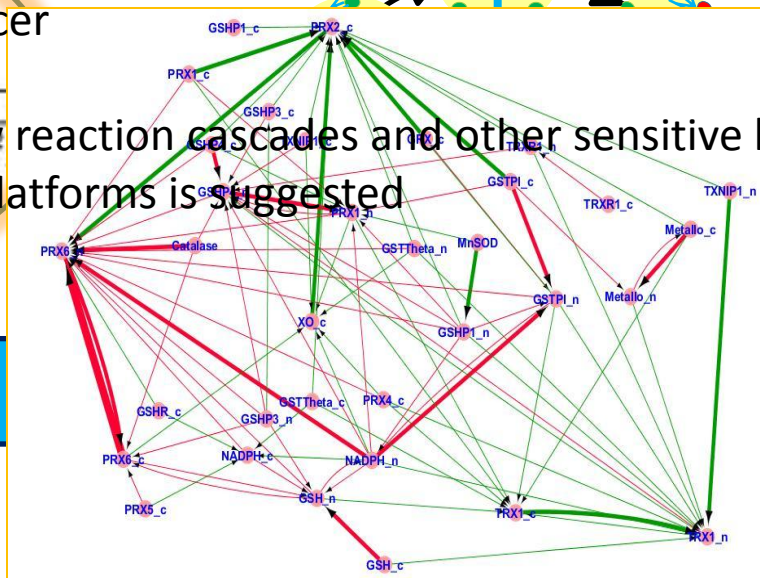 cer
GSHP1_c
PRX2_c
PRX1_c
GSHP3_c
reaction cascades and other sensitive
TRXR1_n
latforms is suggested
GSTPI_c
TXNIP1_n
TRXR1_c
PRX1_n
Metallo_c
Catalase
GSTTheta_n
MnSOD
PRX6
Metallo_n
GSTPI_n
XO_c
GSHP1_n
GSTTheta_c
PRX4_c
GSHR_c
GSHP3_n
PRX6_c
NADPH_c
NADPH_n
GSH_n
PRX5_c
TRX1_c
TRX1_n
GSH_c